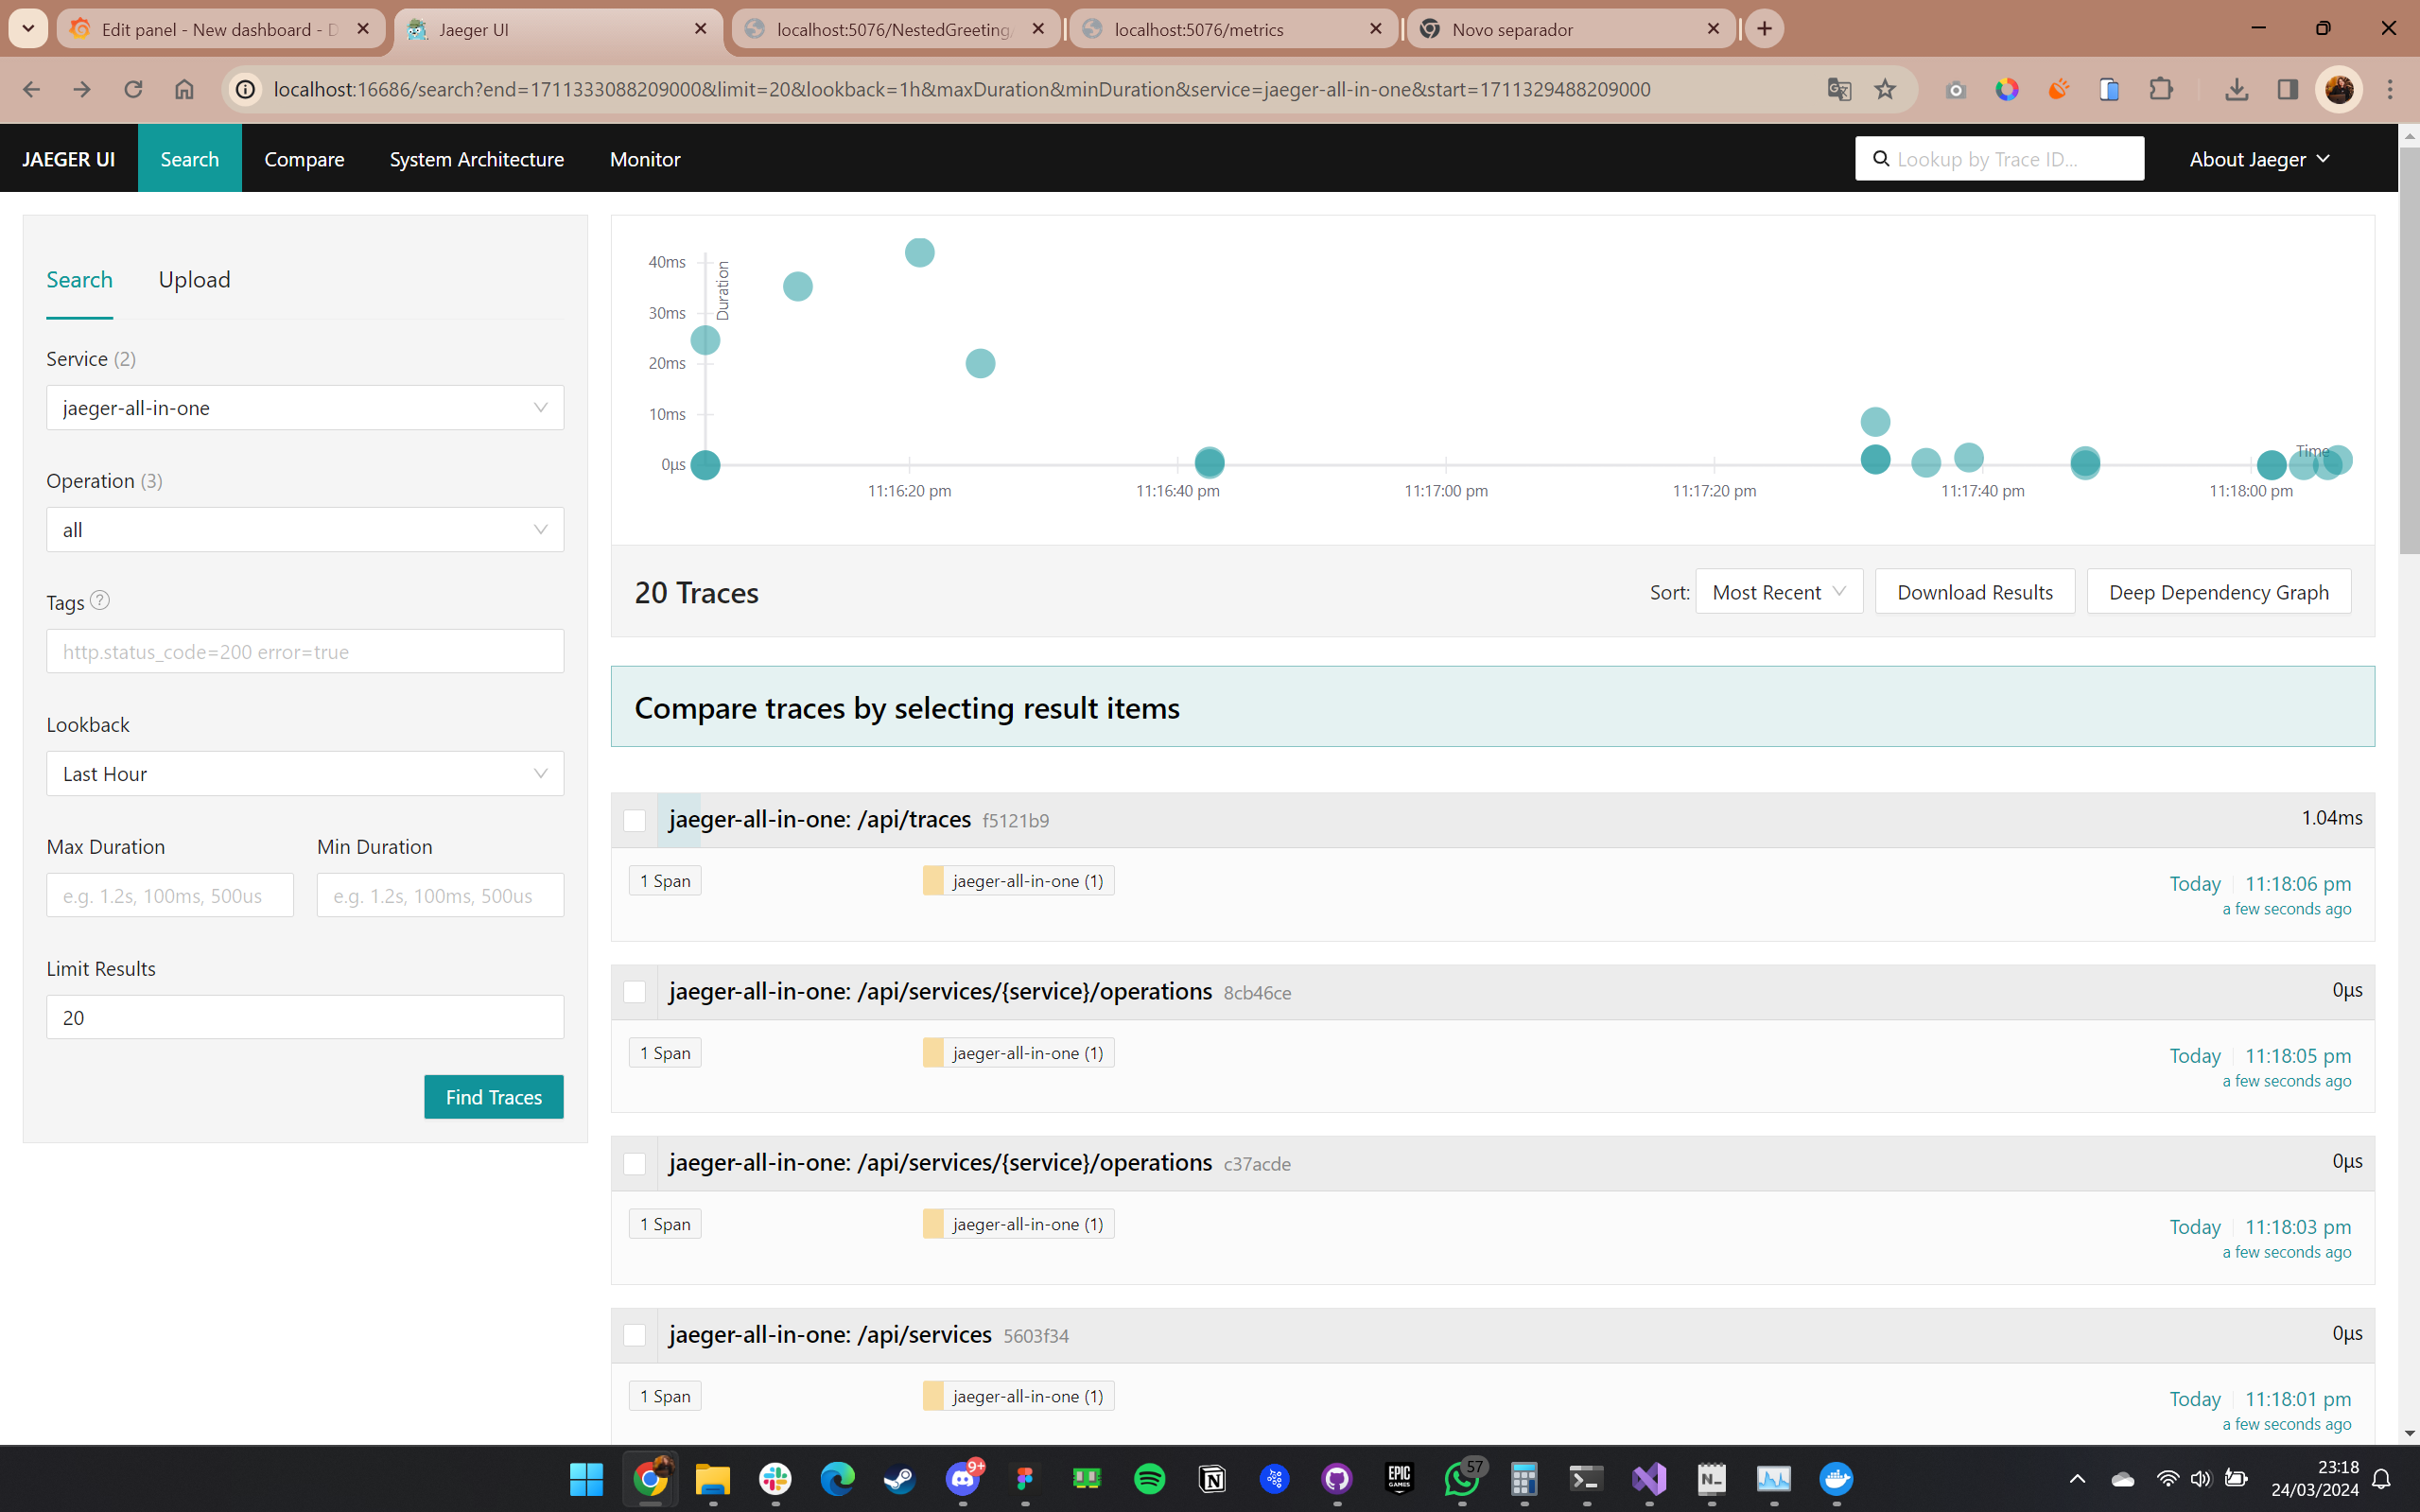 Edit panel - New dashboard - D
Jaeger UI
localhost:5076/NestedGreeting
localhost:5076/metrics
Novo separador
localhost:16686/search?end=1711333088209000&limit=20&lookback=1h&maxDuration&minDuration&service=jaeger-all-in-one&start=1711329488209000
JAEGER UI
Search
Compare
System Architecture
Monitor
Lookup by Trace ID...
About Jaeger
Search
Upload
Service (2)
jaeger-all-in-one
Operation (3)
all
Tags ?
http.status_code=200 error=true
Lookback
Last Hour
Max Duration
Min Duration
e.g. 1.2s, 100ms, 500us
e.g. 1.2s, 100ms, 500us
Limit Results
20
Find Traces
Duration
40ms
30ms
20ms
10ms
0μs
Time
11:16:20 pm
11:16:40 pm
11:17:00 pm
11:17:20 pm
11:17:40 pm
11:18:00 pm
20 Traces
Sort: Most Recent
Download Results
Deep Dependency Graph
Compare traces by selecting result items
jaeger-all-in-one: /api/traces f5121b9
1.04ms
1 Span
jaeger-all-in-one (1)
Today 11:18:06 pm
a few seconds ago
jaeger-all-in-one: /api/services/{service}/operations 8cb46ce
0μs
1 Span
jaeger-all-in-one (1)
Today 11:18:05 pm
a few seconds ago
jaeger-all-in-one: /api/services/{service}/operations c37acde
0μs
1 Span
jaeger-all-in-one (1)
Today 11:18:03 pm
a few seconds ago
jaeger-all-in-one: /api/services 5603f34
0μs
1 Span
jaeger-all-in-one (1)
Today 11:18:01 pm
a few seconds ago
9+
EPIC
GAMES
57
23:18
24/03/2024